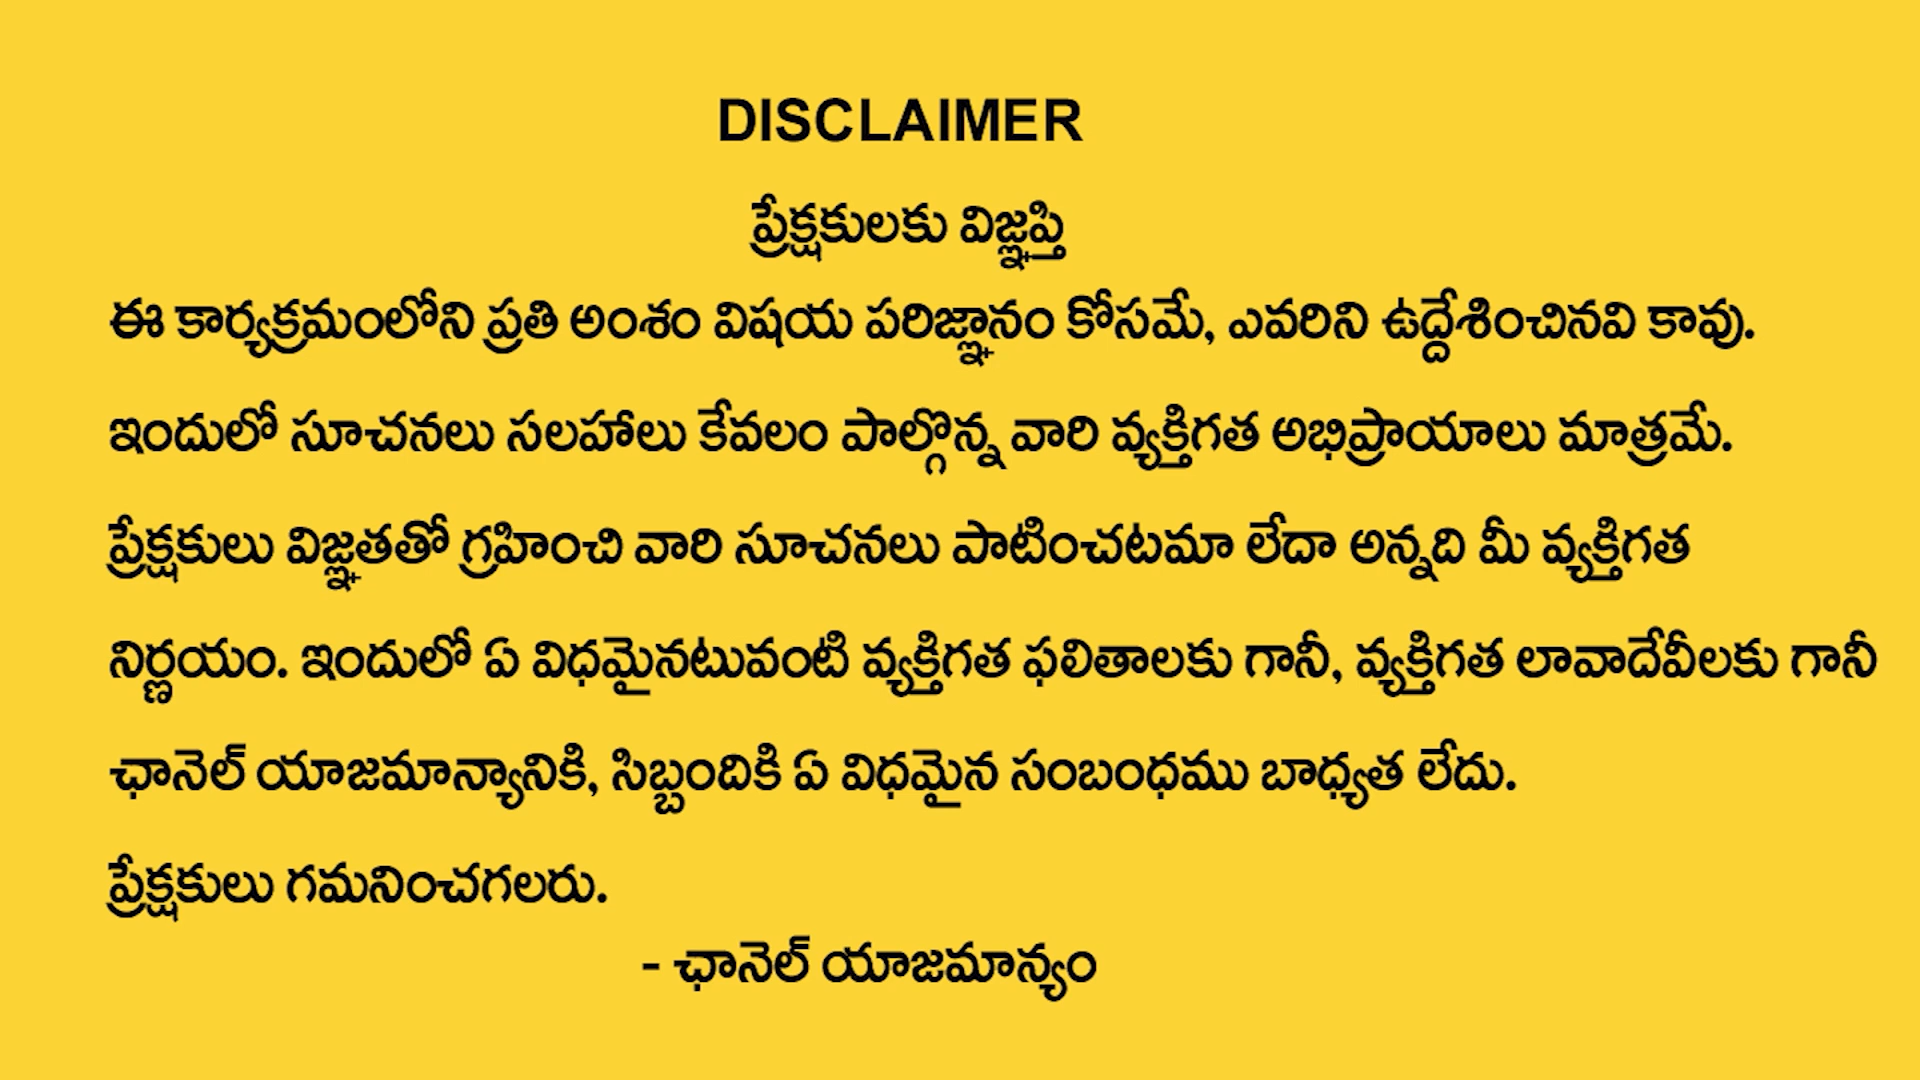 DISCLAIMER
ప్రేక్షకులకు విజ్ఞప్తి
ఈ కార్యక్రమంలోని ప్రతి అంశం విషయ పరిజ్ఞానం కోసమే, ఎవరిని ఉద్దేశించినవి కావు.
ఇందులో సూచనలు సలహాలు కేవలం పాల్గొన్న వారి వ్యక్తిగత అభిప్రాయాలు మాత్రమే.
ప్రేక్షకులు విజ్ఞతతో గ్రహించి వారి సూచనలు పాటించటమా లేదా అన్నది మీ వ్యక్తిగత
నిర్ణయం. ఇందులో ఏ విధమైనటువంటి వ్యక్తిగత ఫలితాలకు గానీ, వ్యక్తిగత లావాదేవీలకు గానీ
ఛానెల్ యాజమాన్యానికి, సిబ్బందికి ఏ విధమైన సంబంధము బాధ్యత లేదు.
ప్రేక్షకులు గమనించగలరు.
- ఛానెల్ యాజమాన్యం